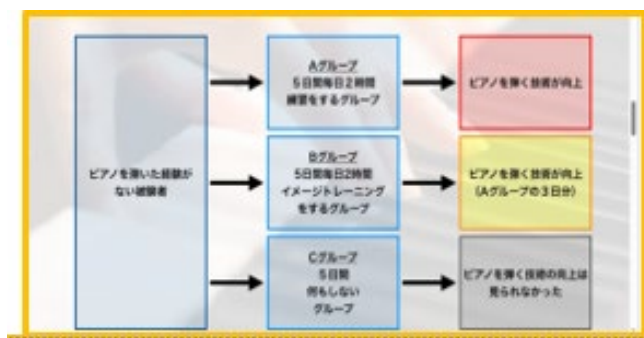 ピアノを弾いた経験が
ない被験者
Aグループ
5日間毎日2時間
練習をするグループ
ピアノを弾く技術が向上
Bグループ
5日間毎日2時間
イメージトレーニング
をするグループ
ピアノを弾く技術が向上
(Aグループの3日分)
Cグループ
5日間
何もしない
グループ
ピアノを弾く技術の向上は
見られなかった